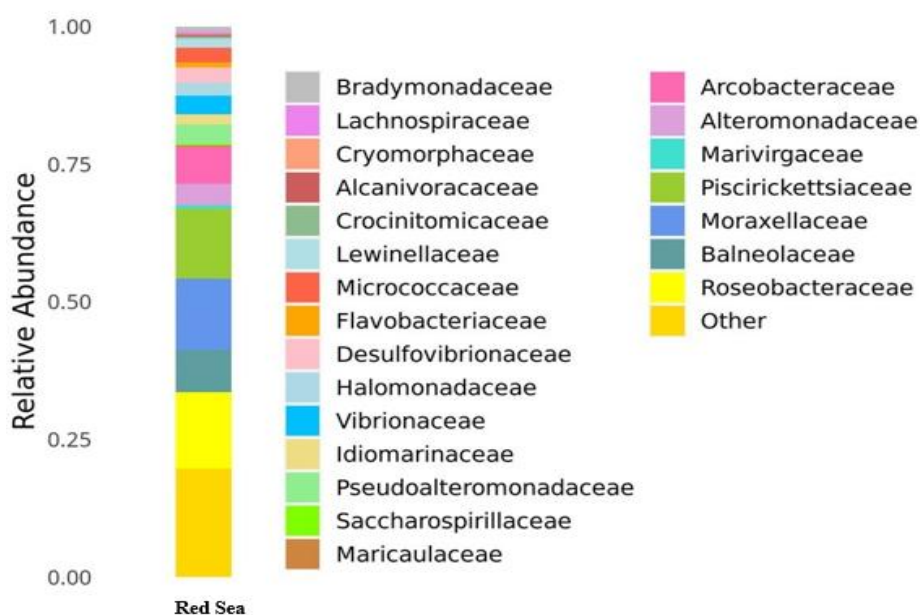 1.00
0.75
0.50
0.25
0.00
Relative Abundance
Red Sea
Bradymonadaceae
Lachnospiraceae
Cryomorphaceae
Alcanivoracaceae
Crocinitomicaceae
Lewinellaceae
Micrococcaceae
Flavobacteriaceae
Desulfovibrionaceae
Halomonadaceae
Vibrionaceae
Idiomarinaceae
Pseudoalteromonadaceae
Saccharospirillaceae
Maricaulaceae
Arcobacteraceae
Alteromonadaceae
Marivirgaceae
Piscirickettsiaceae
Moraxellaceae
Balneolaceae
Roseobacteraceae
Other